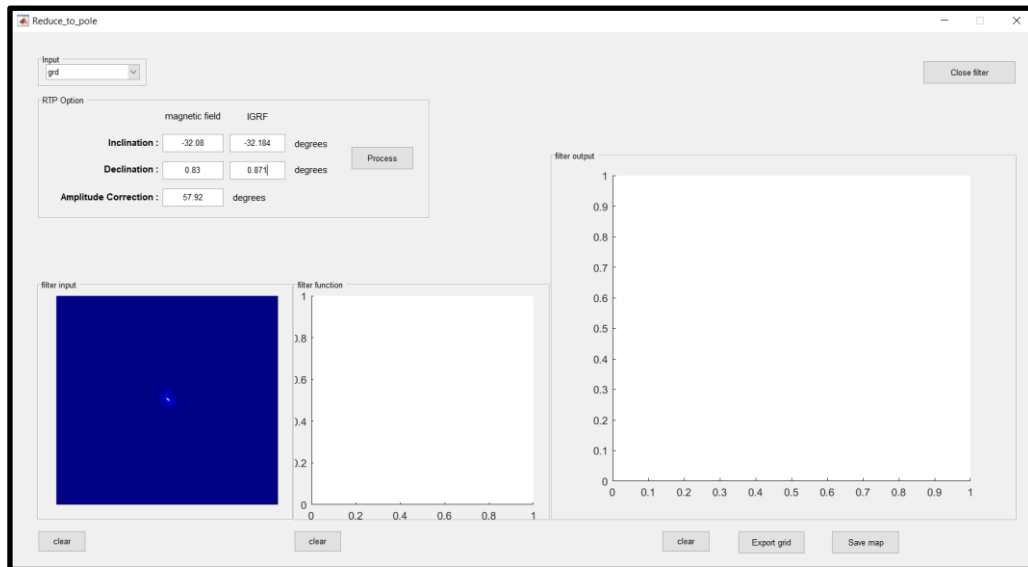 Reduce_to_pole
Input
grd
Close filter
RTP Option
magnetic field IGRF
Inclination : -32.08 -32.184 degrees
Process
Declination : 0.83 0.871 degrees
Amplitude Correction : 57.92 degrees
filter output
1
0.9
0.8
0.7
0.6
0.5
0.4
0.3
0.2
0.1
0
0 0.1 0.2 0.3 0.4 0.5 0.6 0.7 0.8 0.9 1
filter input
filter function
1
0.8
0.6
0.4
0.2
0
0 0.2 0.4 0.6 0.8 1
clear
clear
clear
Export grid
Save map